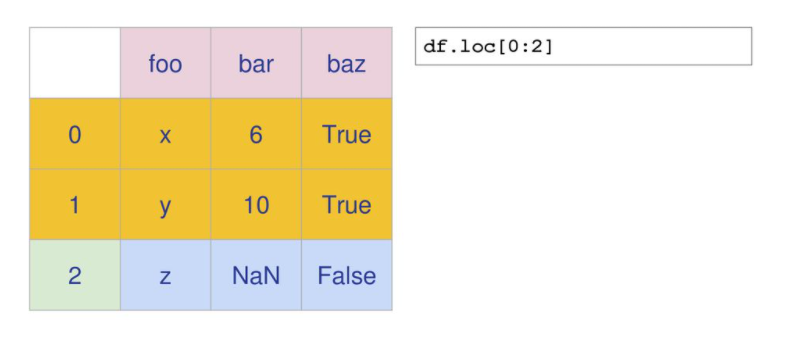 foo bar baz
df.loc[0:2]
0 x 6 True
1 y 10 True
2 z NaN False